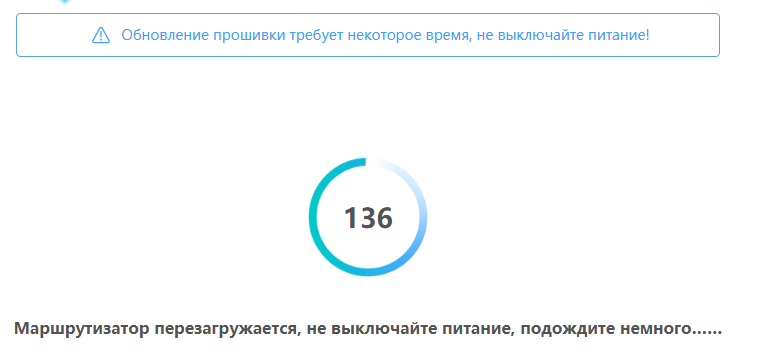 Обновление прошивки требует некоторое время, не выключайте питание!
136
Маршрутизатор перезагружается, не выключайте питание, подождите немного......